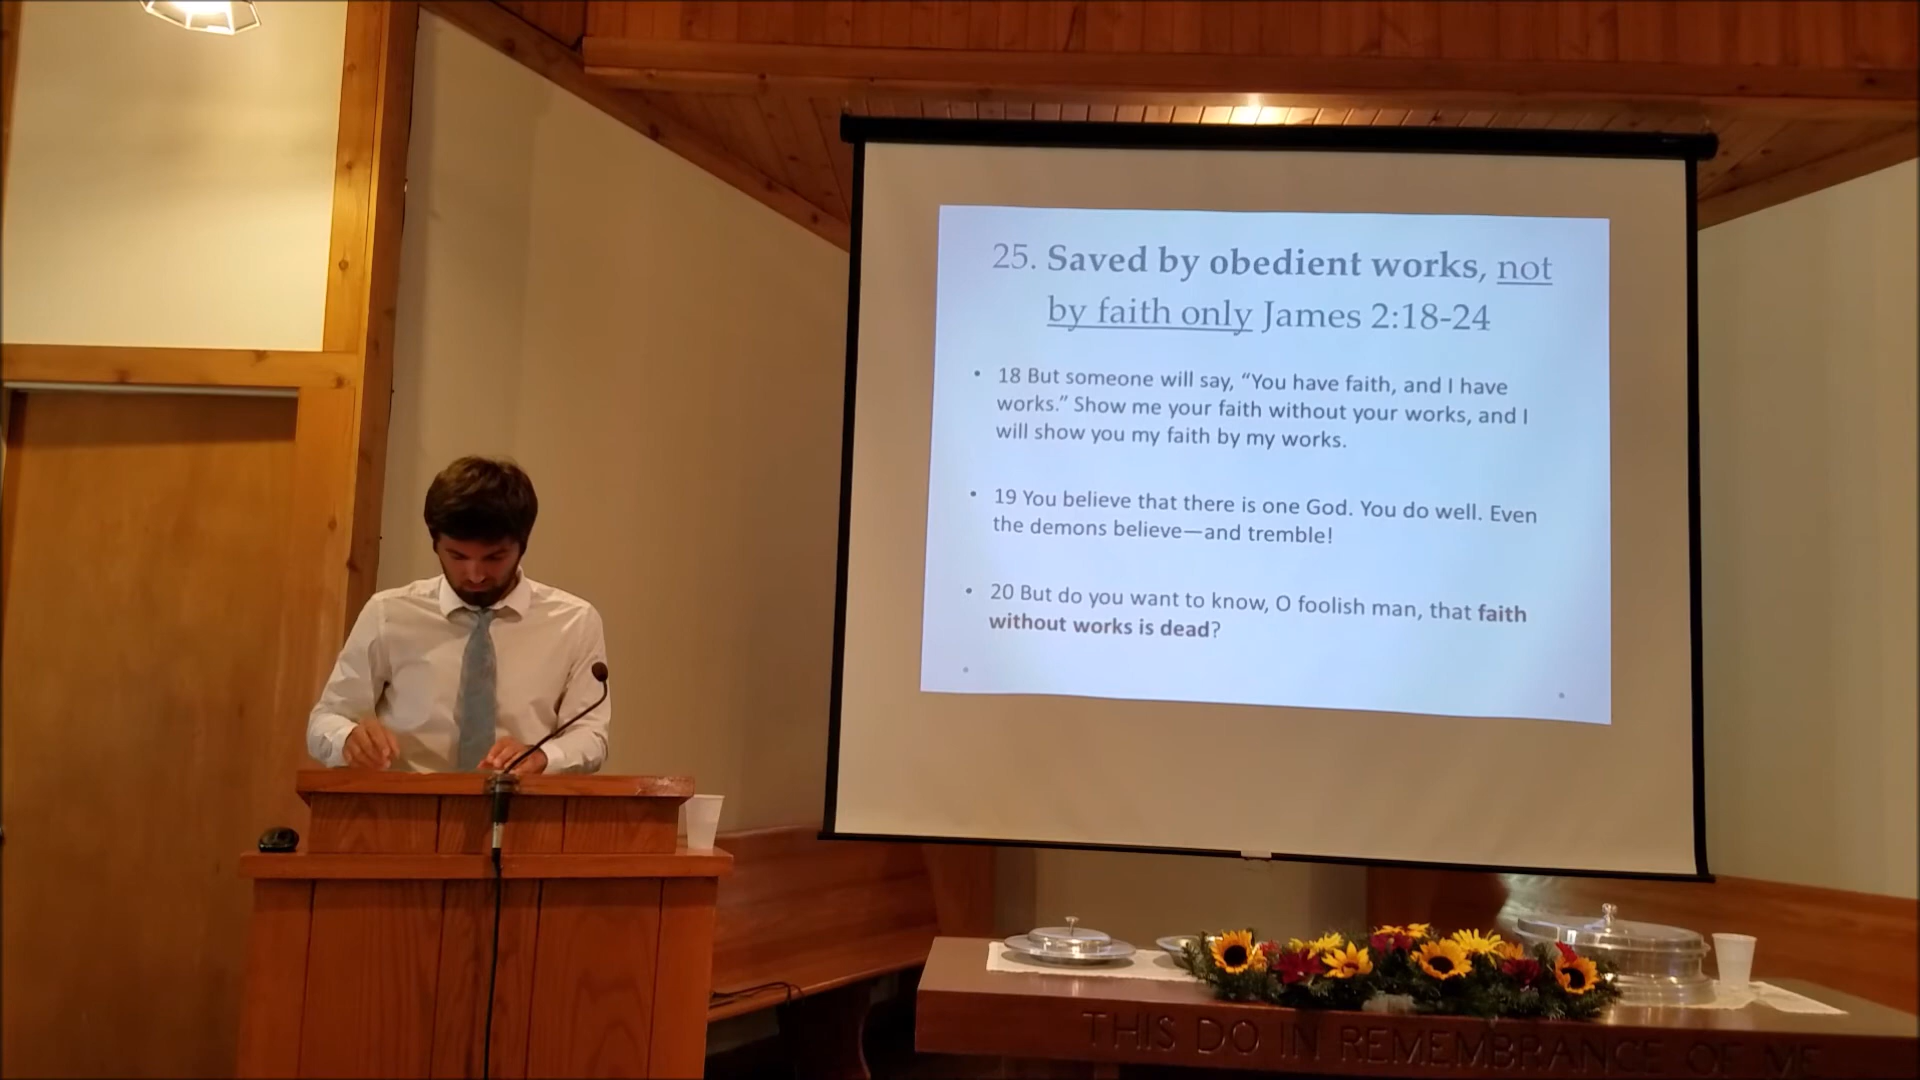 25. Saved by obedient works, not
by faith only James 2:18-24
• 18 But someone will say, “You have faith, and I have
works.” Show me your faith without your works, and I
will show you my faith by my works.
• 19 You believe that there is one God. You do well. Even
the demons believe—and tremble!
• 20 But do you want to know, O foolish man, that faith
without works is dead?
THIS DO IN REMEMBRANCE OF ME